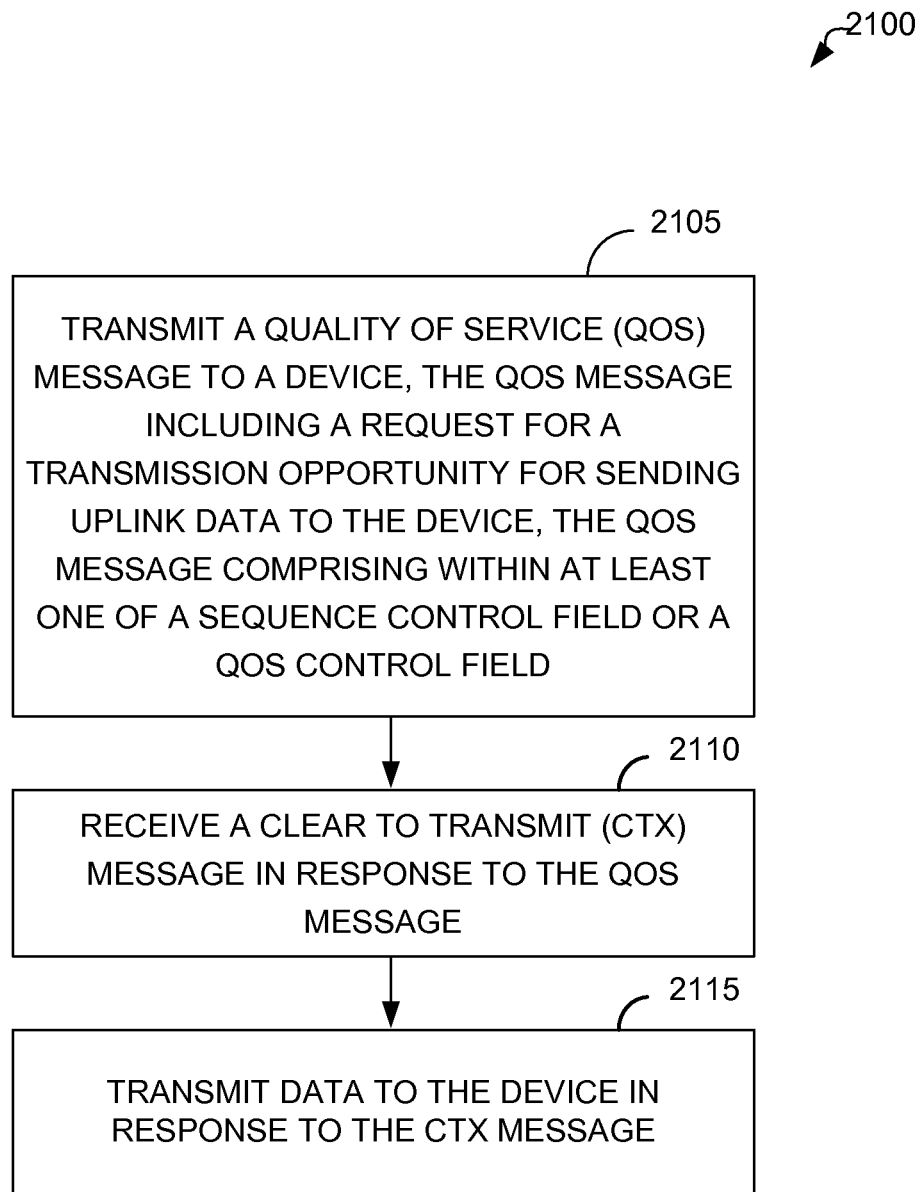 2100
2105
TRANSMIT A QUALITY OF SERVICE (QOS)
MESSAGE TO A DEVICE, THE QOS MESSAGE
INCLUDING A REQUEST FOR A
TRANSMISSION OPPORTUNITY FOR SENDING
UPLINK DATA TO THE DEVICE, THE QOS
MESSAGE COMPRISING WITHIN AT LEAST
ONE OF A SEQUENCE CONTROL FIELD OR A
QOS CONTROL FIELD
2110
RECEIVE A CLEAR TO TRANSMIT (CTX)
MESSAGE IN RESPONSE TO THE QOS
MESSAGE
2115
TRANSMIT DATA TO THE DEVICE IN
RESPONSE TO THE CTX MESSAGE